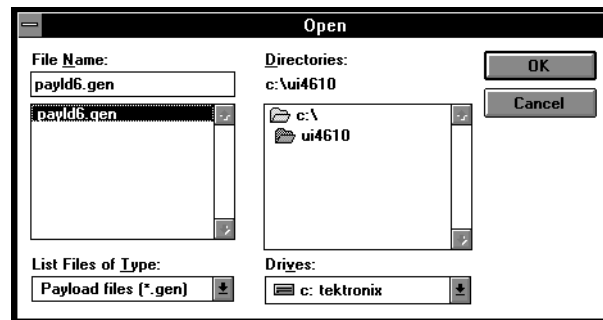 Open
File Name:
payld6.gen
payld6.gen
List Files of Type:
Payload files (*.gen)
Directories:
c:\ui4610
c:\
ui4610
Drives:
c: tektronix
OK
Cancel